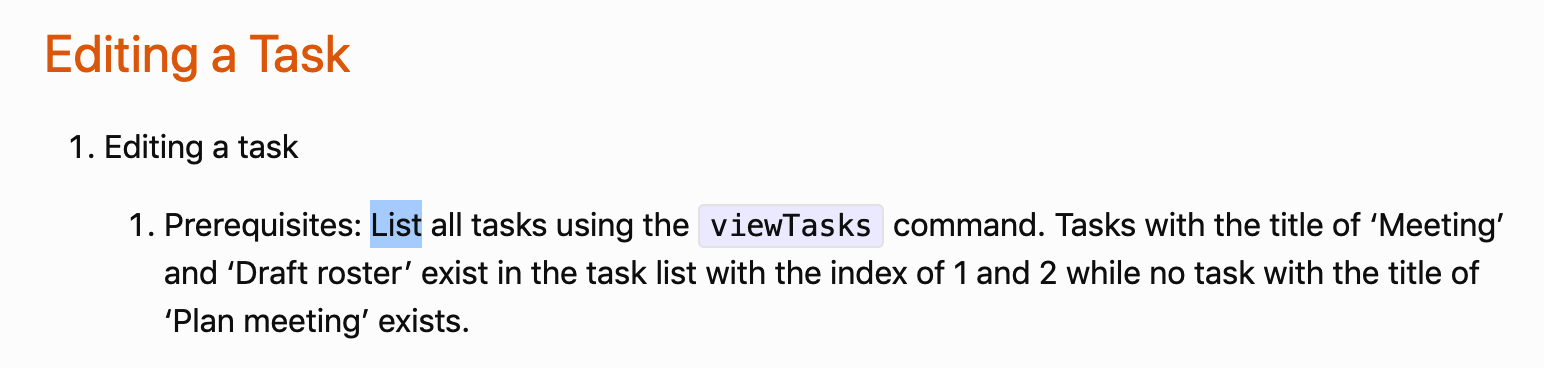 Editing a Task
1. Editing a task
1. Prerequisites: List all tasks using the viewTasks command. Tasks with the title of ‘Meeting’
and ‘Draft roster’ exist in the task list with the index of 1 and 2 while no task with the title of
‘Plan meeting’ exists.